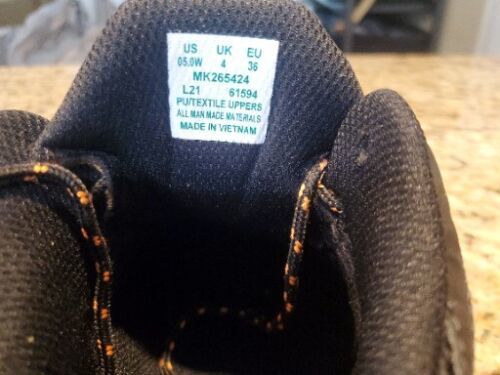 US UK EU
05.0W 4 36
MK265424
L21 61594
PU/TEXTILE UPPERS
ALL MAN MADE MATERIALS
MADE IN VIETNAM